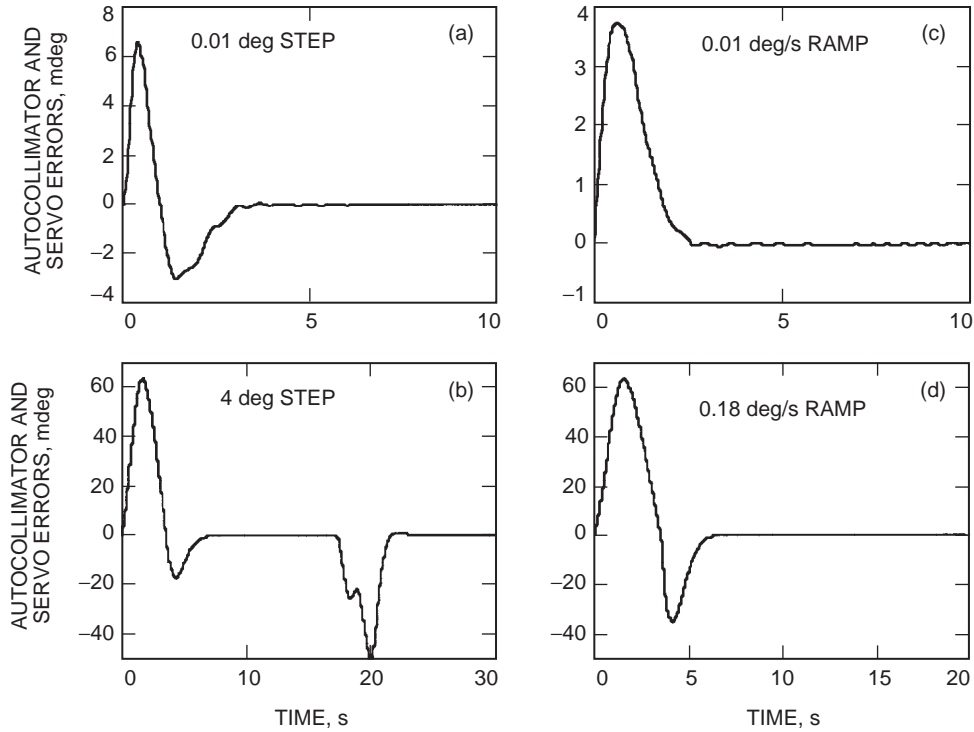 AUTOCOLLIMATOR AND
SERVO ERRORS, mdeg
8
6
4
2
0
–2
–4
0.01 deg STEP
(a)
0
5
10
4
3
2
1
0
–1
0.01 deg/s RAMP
(c)
0
5
10
AUTOCOLLIMATOR AND
SERVO ERRORS, mdeg
60
40
20
0
–20
–40
4 deg STEP
(b)
0
10
20
30
TIME, s
60
40
20
0
–20
–40
0.18 deg/s RAMP
(d)
0
5
10
15
20
TIME, s